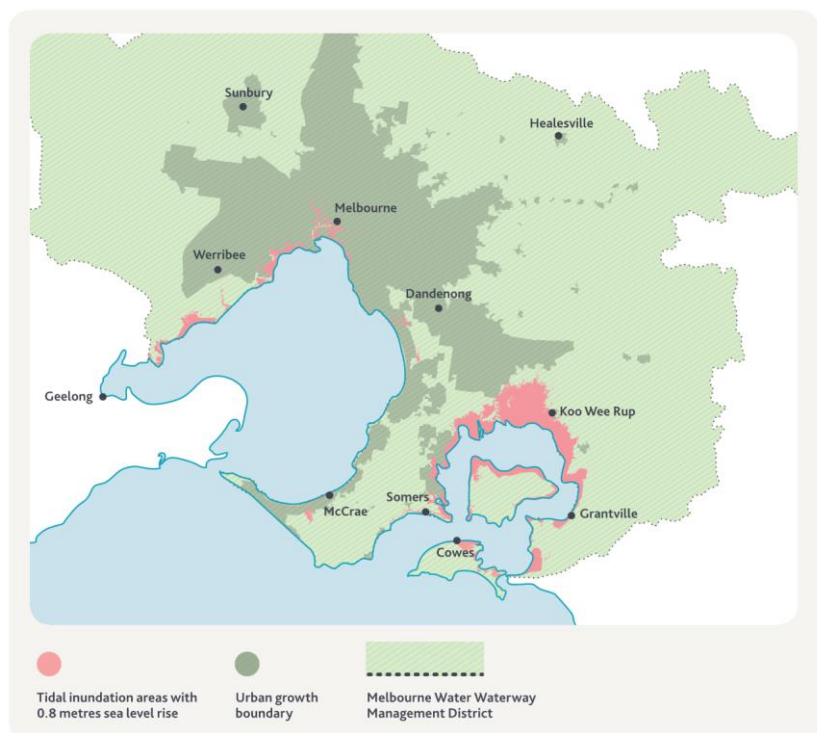 Sunbury
Healesville
Melbourne
Werribee
Dandenong
Geelong
Koo Wee Rup
Somers
McCrae
Grantville
Cowes
Tidal inundation areas with
0.8 metres sea level rise
Urban growth
boundary
Melbourne Water Waterway
Management District